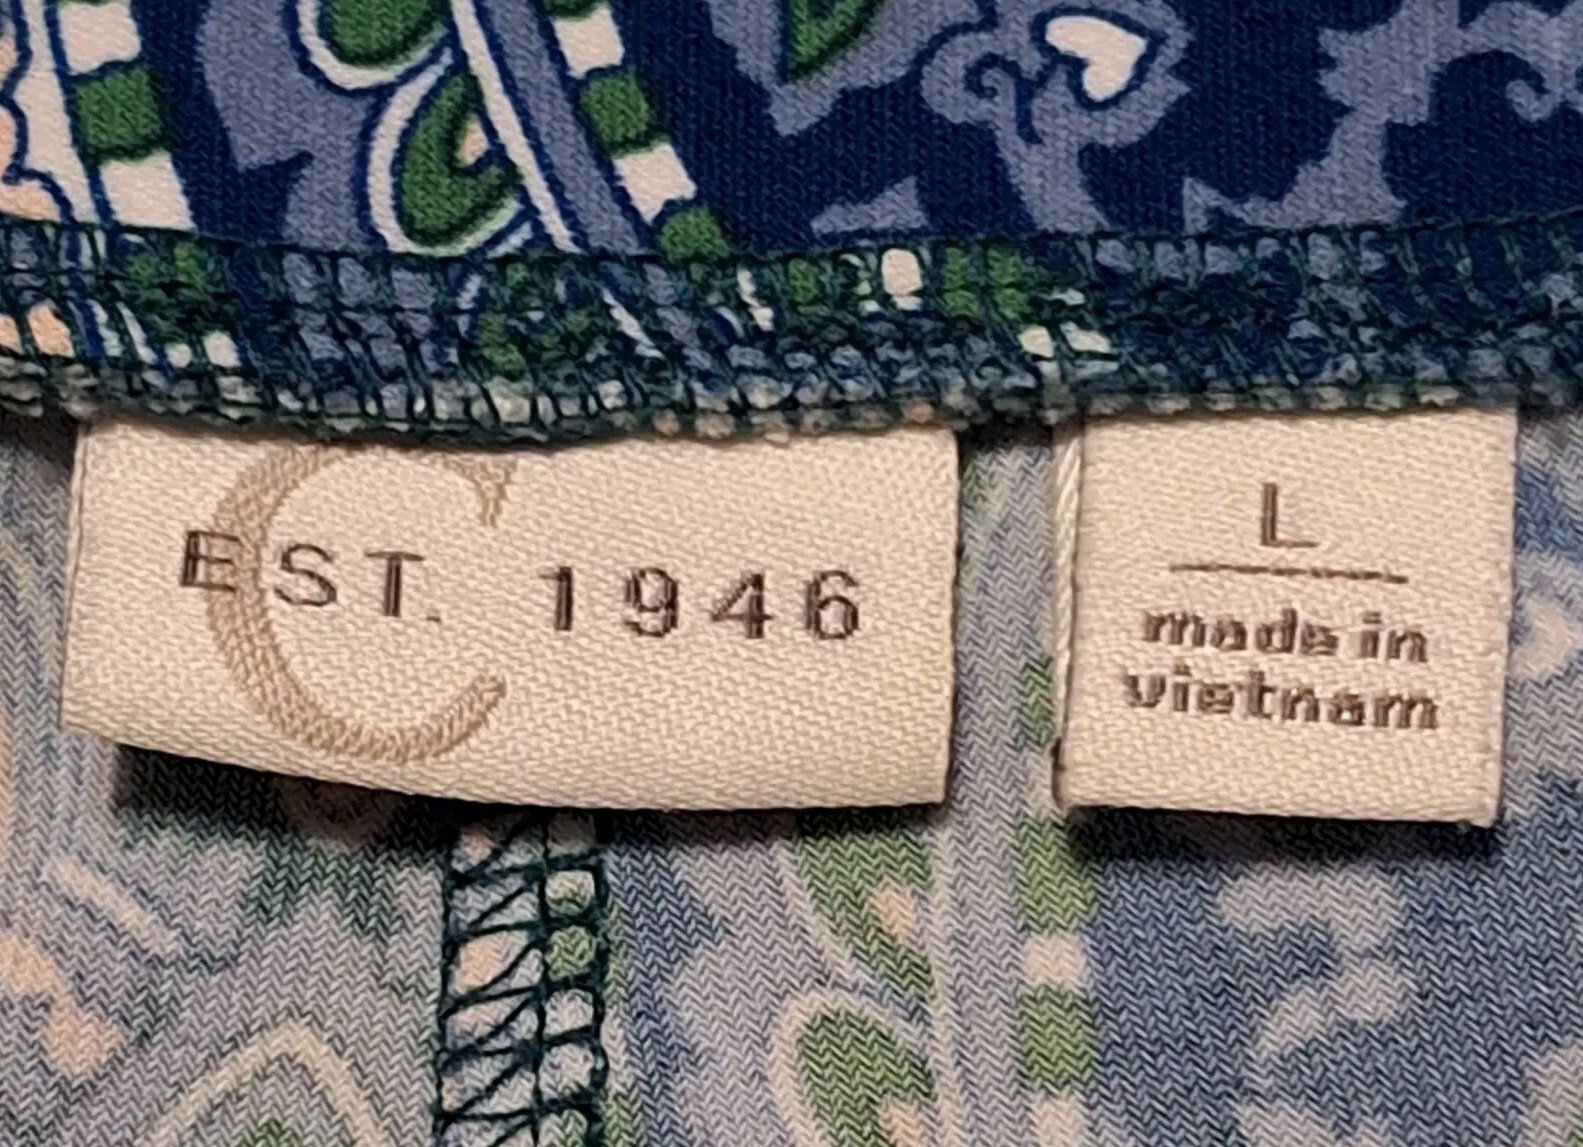 C
EST. 1946
L
made in
vietnam